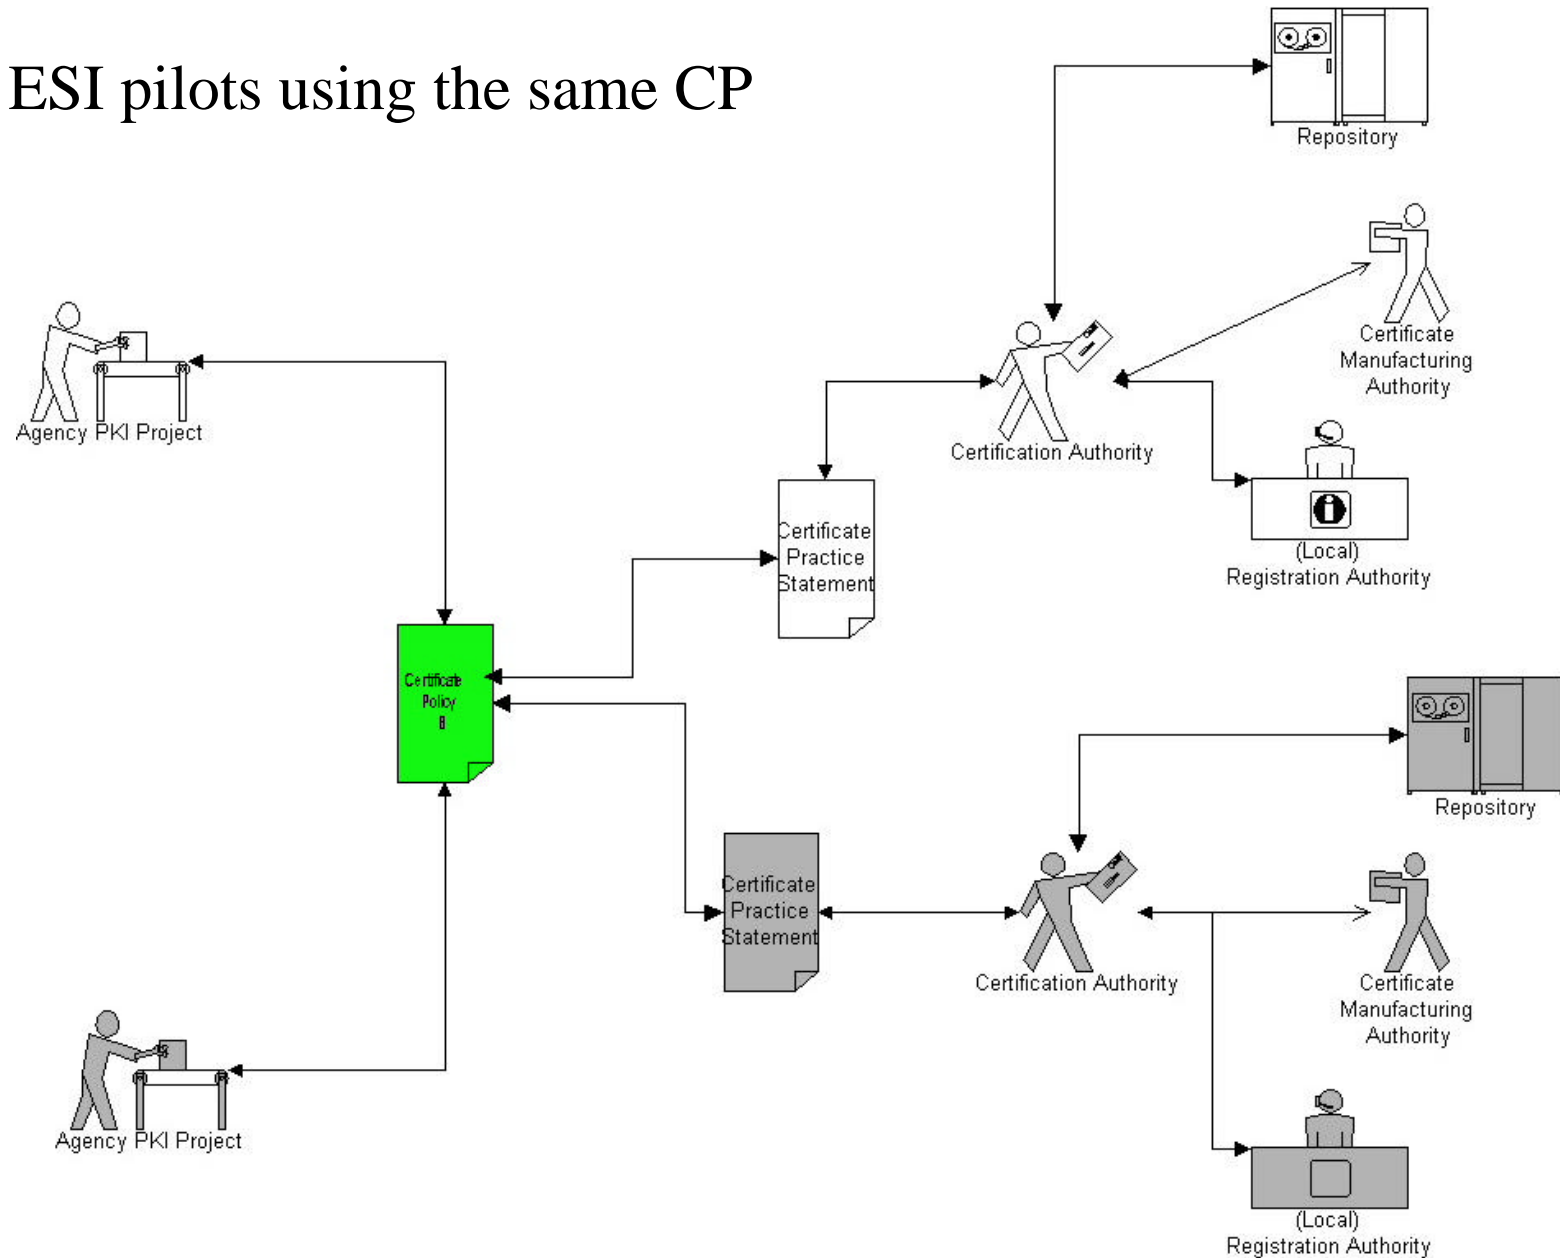 ESI pilots using the same CP
Repository
Certificate
Manufacturing
Authority
Agency PKI Project
Certification Authority
Certificate
Practice
Statement
(Local)
Registration Authority
Certificate
Policy
Repository
Certificate
Practice
Statement
Certification Authority
Certificate
Manufacturing
Authority
Agency PKI Project
(Local)
Registration Authority